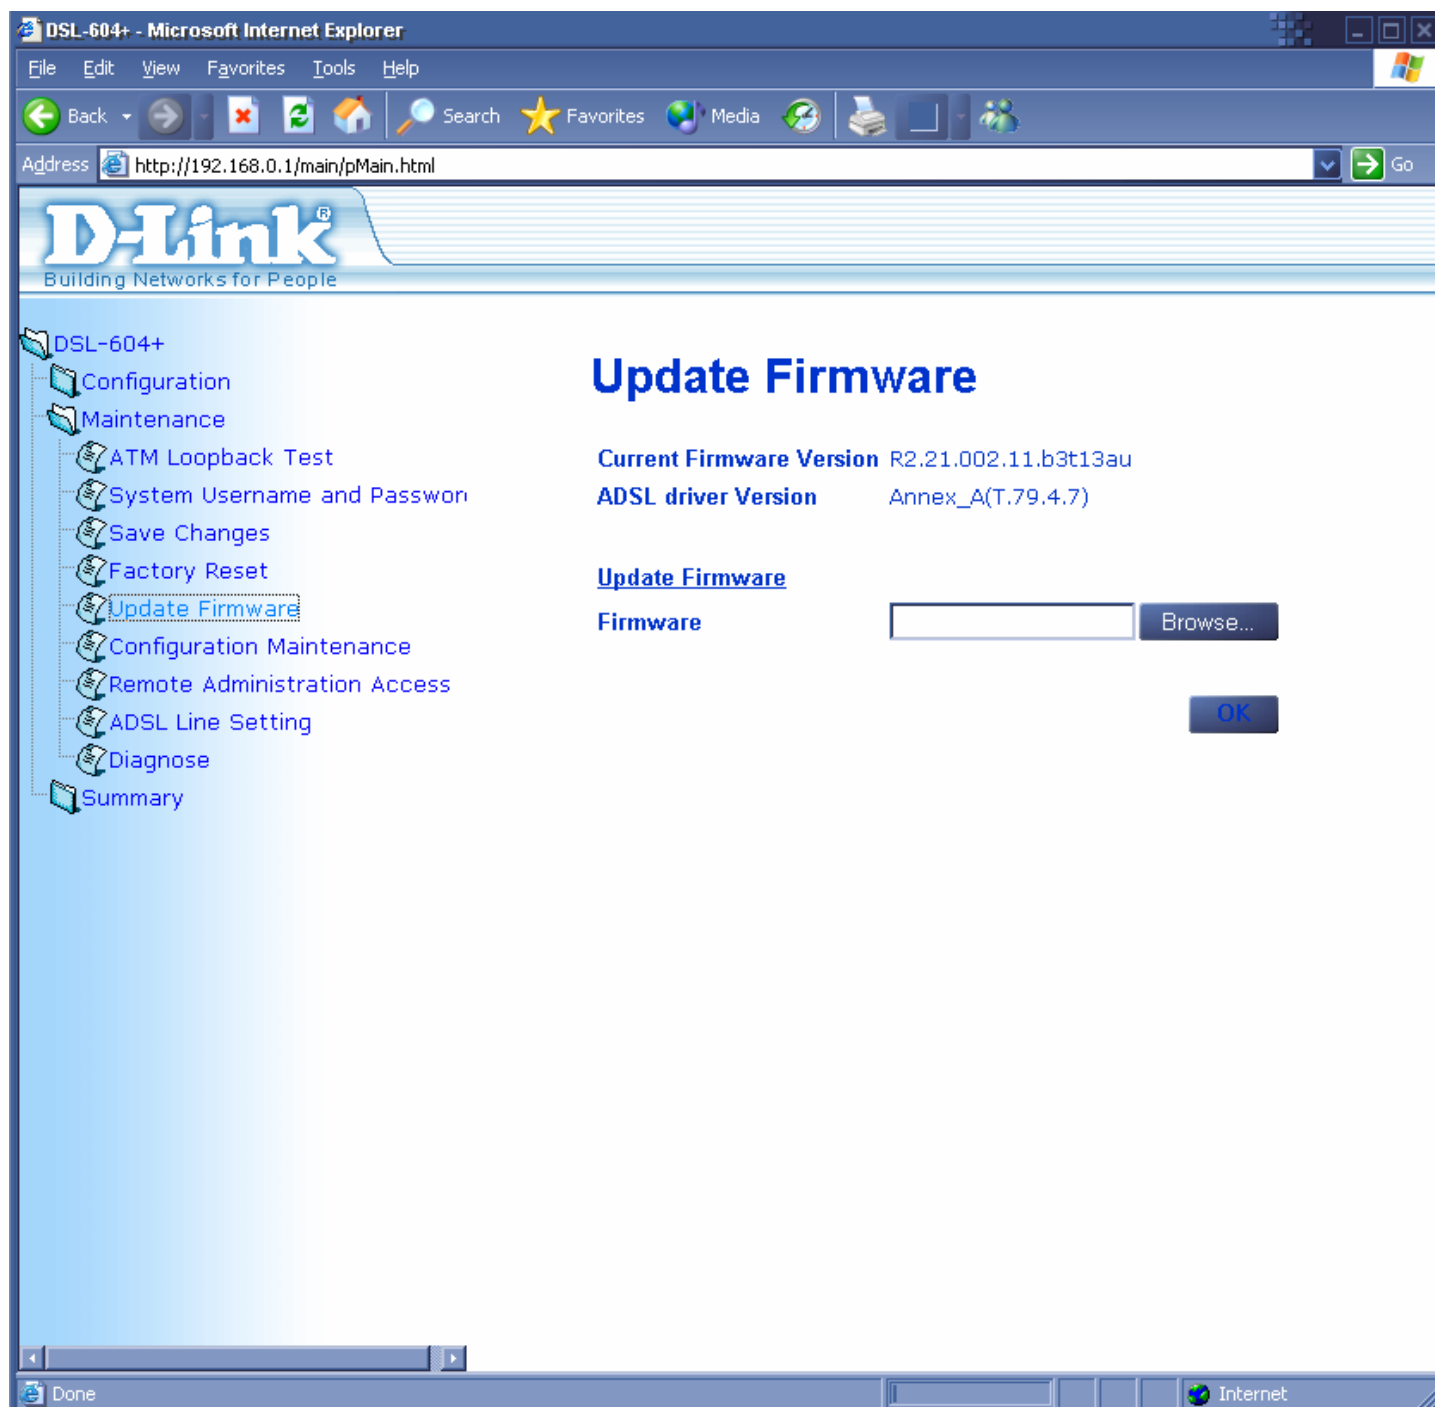 DSL-604+ - Microsoft Internet Explorer
File Edit View Favorites Tools Help
Back Search Favorites Media
Address http://192.168.0.1/main/pMain.html Go
D-Link®
Building Networks for People
DSL-604+
Configuration
Maintenance
ATM Loopback Test
System Username and Passwor
Save Changes
Factory Reset
Update Firmware
Configuration Maintenance
Remote Administration Access
ADSL Line Setting
Diagnose
Summary
Update Firmware
Current Firmware Version R2.21.002.11.b3t13au
ADSL driver Version Annex_A(T.79.4.7)
Update Firmware
Firmware Browse...
OK
Done Internet